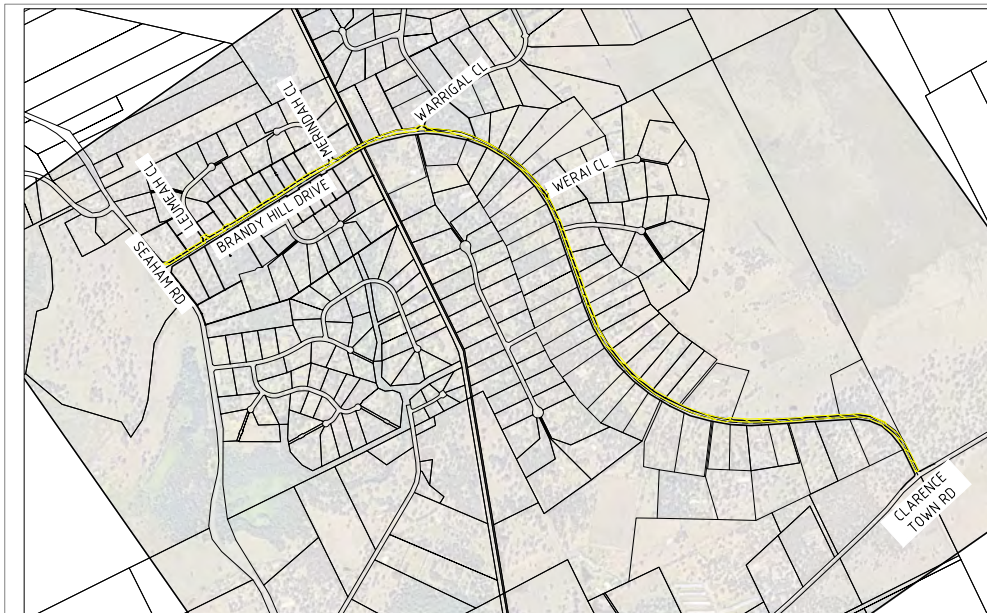 WARRIGAL CL
MERINDAH CL
LEUMEAH CL
BRANDY HILL DRIVE
WERAI CL
SEAHAM RD
CLARENCE
TOWN RD